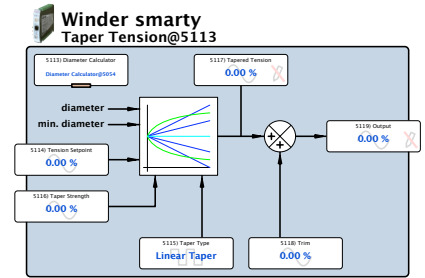 Winder smarty
Taper Tension@5113
5113) Diameter Calculator
Diameter Calculator@5054
5117) Tapered Tension
0.00 %
diameter
min. diameter
5119) Output
0.00 %
5114) Tension Setpoint
0.00 %
5116) Taper Strength
0.00 %
5115) Taper Type
Linear Taper
5118) Trim
0.00 %
+
+